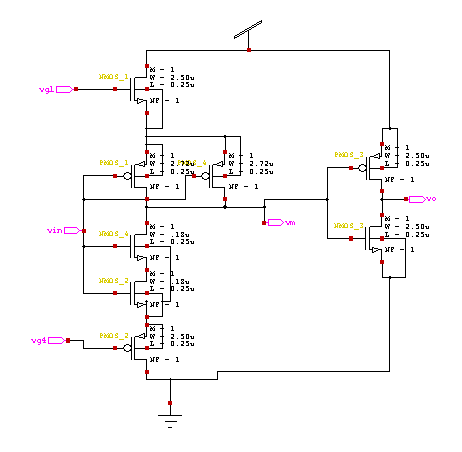 M - 1
NMOS_1
W - 2.50u
L - 0.25u
vg1
NF - 1
M - 1
PMOS_1
W - 2.72u
L - 0.25u
NF - 1
M - 1
PMOS_4
W - 2.72u
L - 0.25u
NF - 1
M - 1
PMOS_3
W - 2.50u
L - 0.25u
NF - 1
vo
vin
vm
M - 1
NMOS_4
W - .18u
L - 0.25u
NF - 1
M - 1
NMOS_3
W - 2.50u
L - 0.25u
NF - 1
M - 1
NMOS_2
W - .18u
L - 0.25u
NF - 1
M - 1
PMOS_2
W - 2.50u
L - 0.25u
vg4
NF - 1